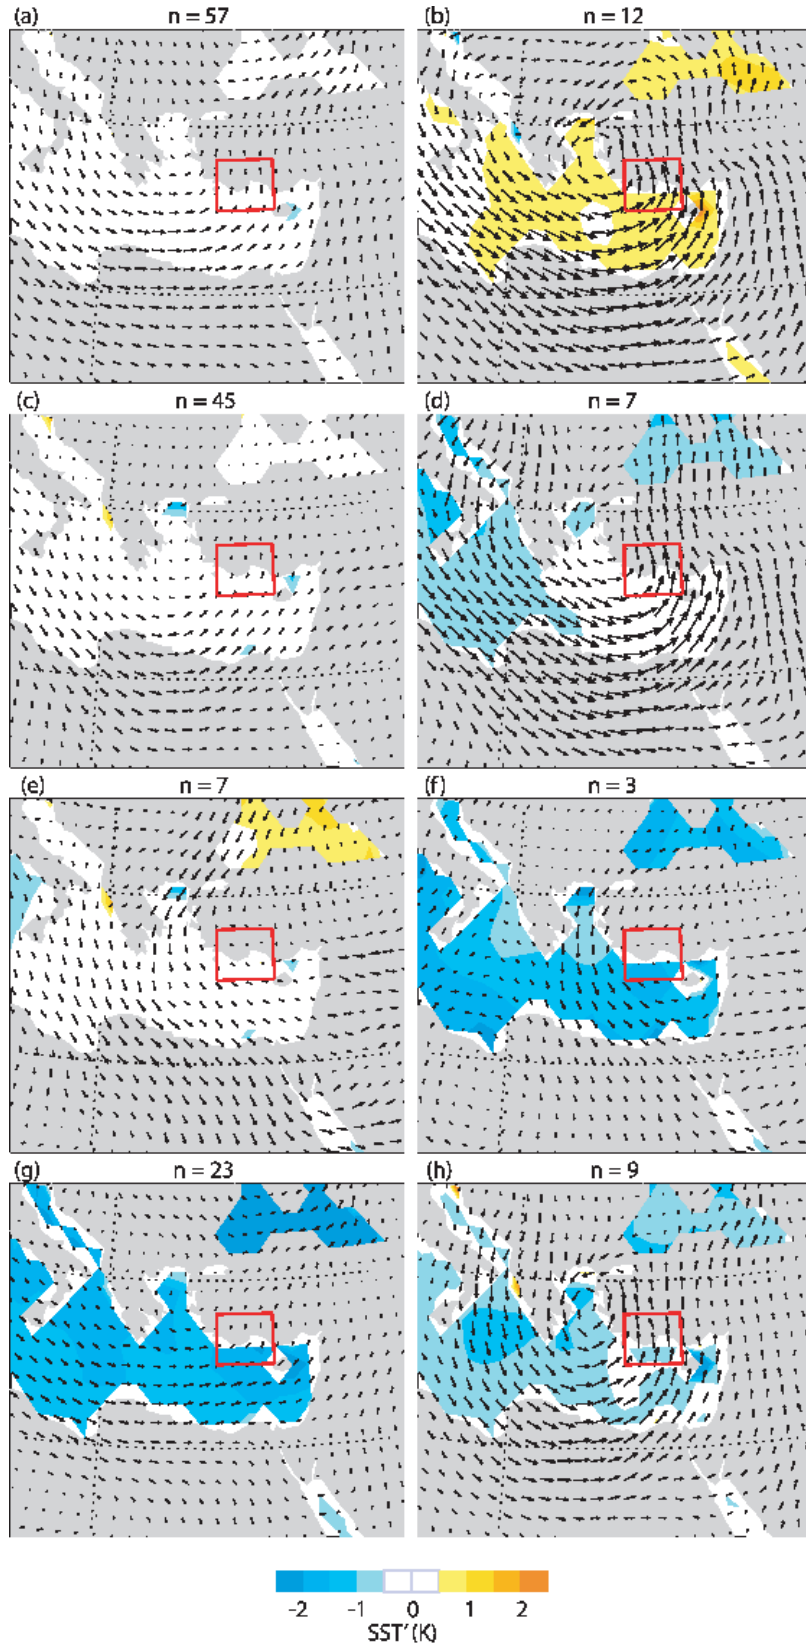 (a) n = 57
(b) n = 12
(c) n = 45
(d) n = 7
(e) n = 7
(f) n = 3
(g) n = 23
(h) n = 9
-2 -1 0 1 2
SST′ (K)